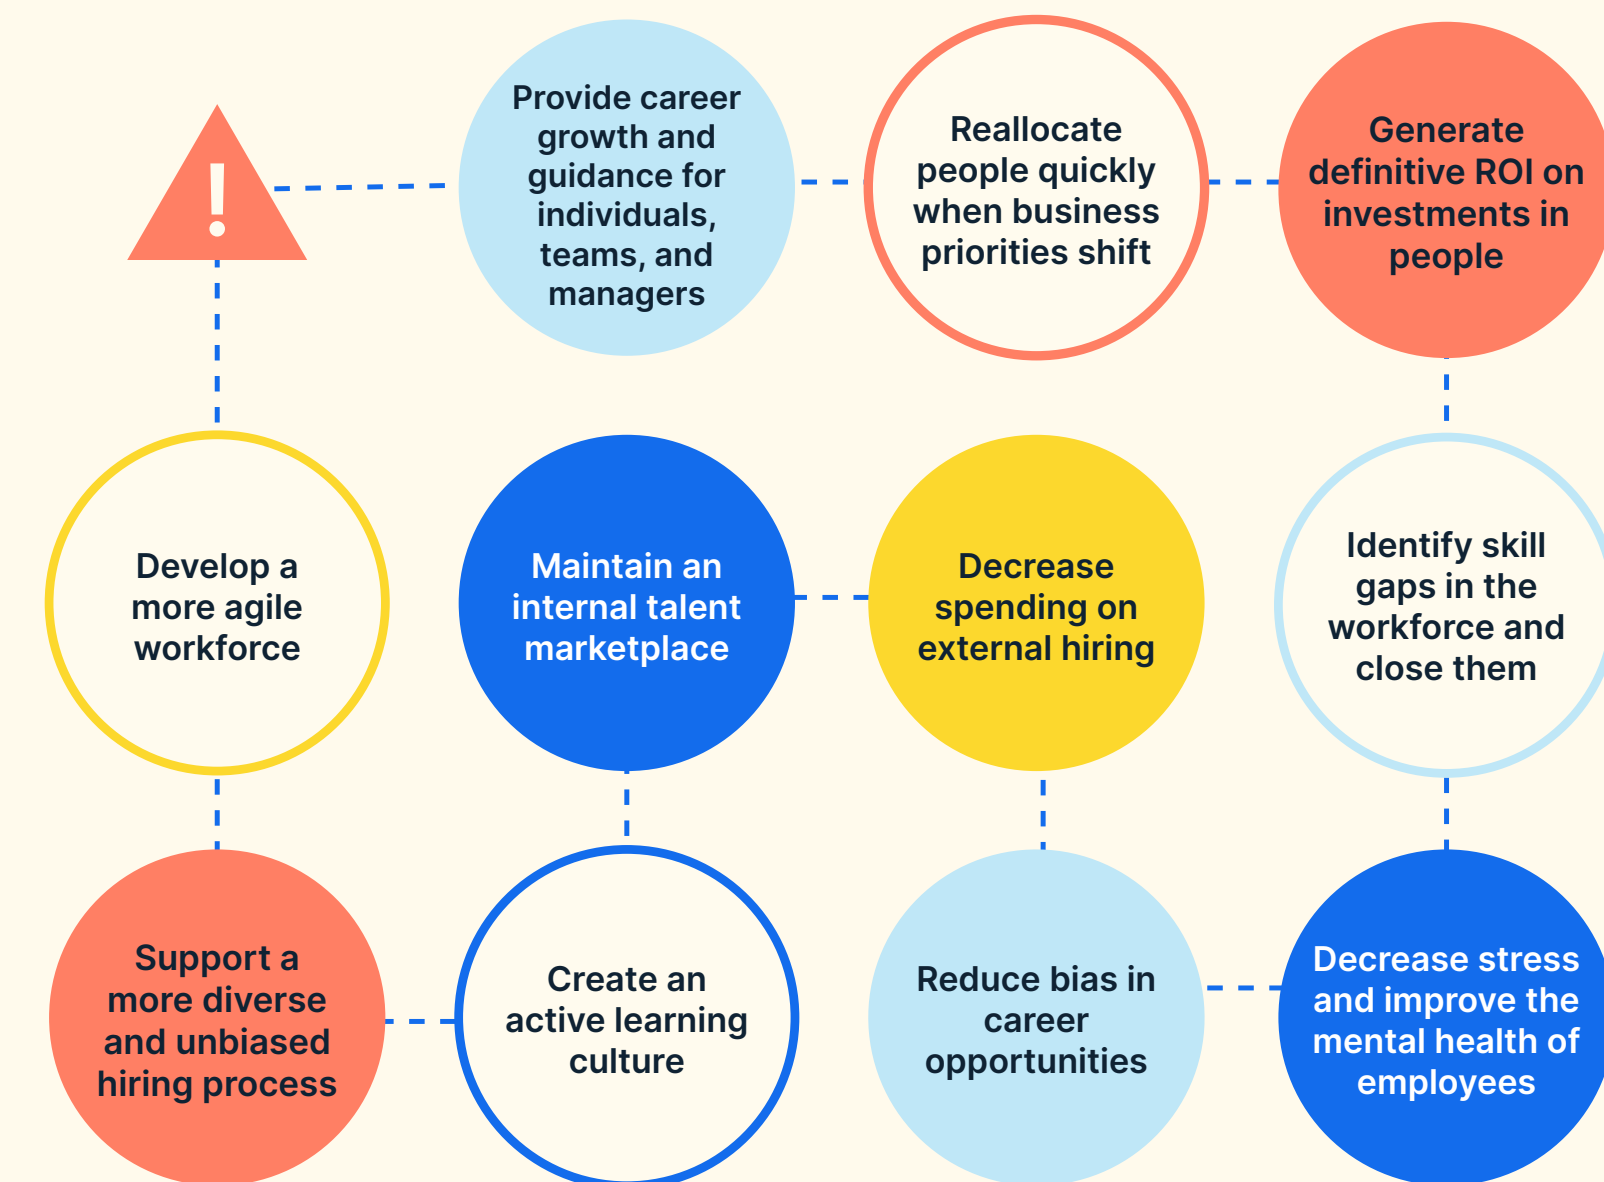 !
Provide career
growth and
guidance for
individuals,
teams, and
managers
Reallocate
people quickly
when business
priorities shift
Generate
definitive ROI on
investments in
people
Develop a
more agile
workforce
Maintain an
internal talent
marketplace
Decrease
spending on
external hiring
Identify skill
gaps in the
workforce and
close them
Support a
more diverse
and unbiased
hiring process
Create an
active learning
culture
Reduce bias in
career
opportunities
Decrease stress
and improve the
mental health of
employees